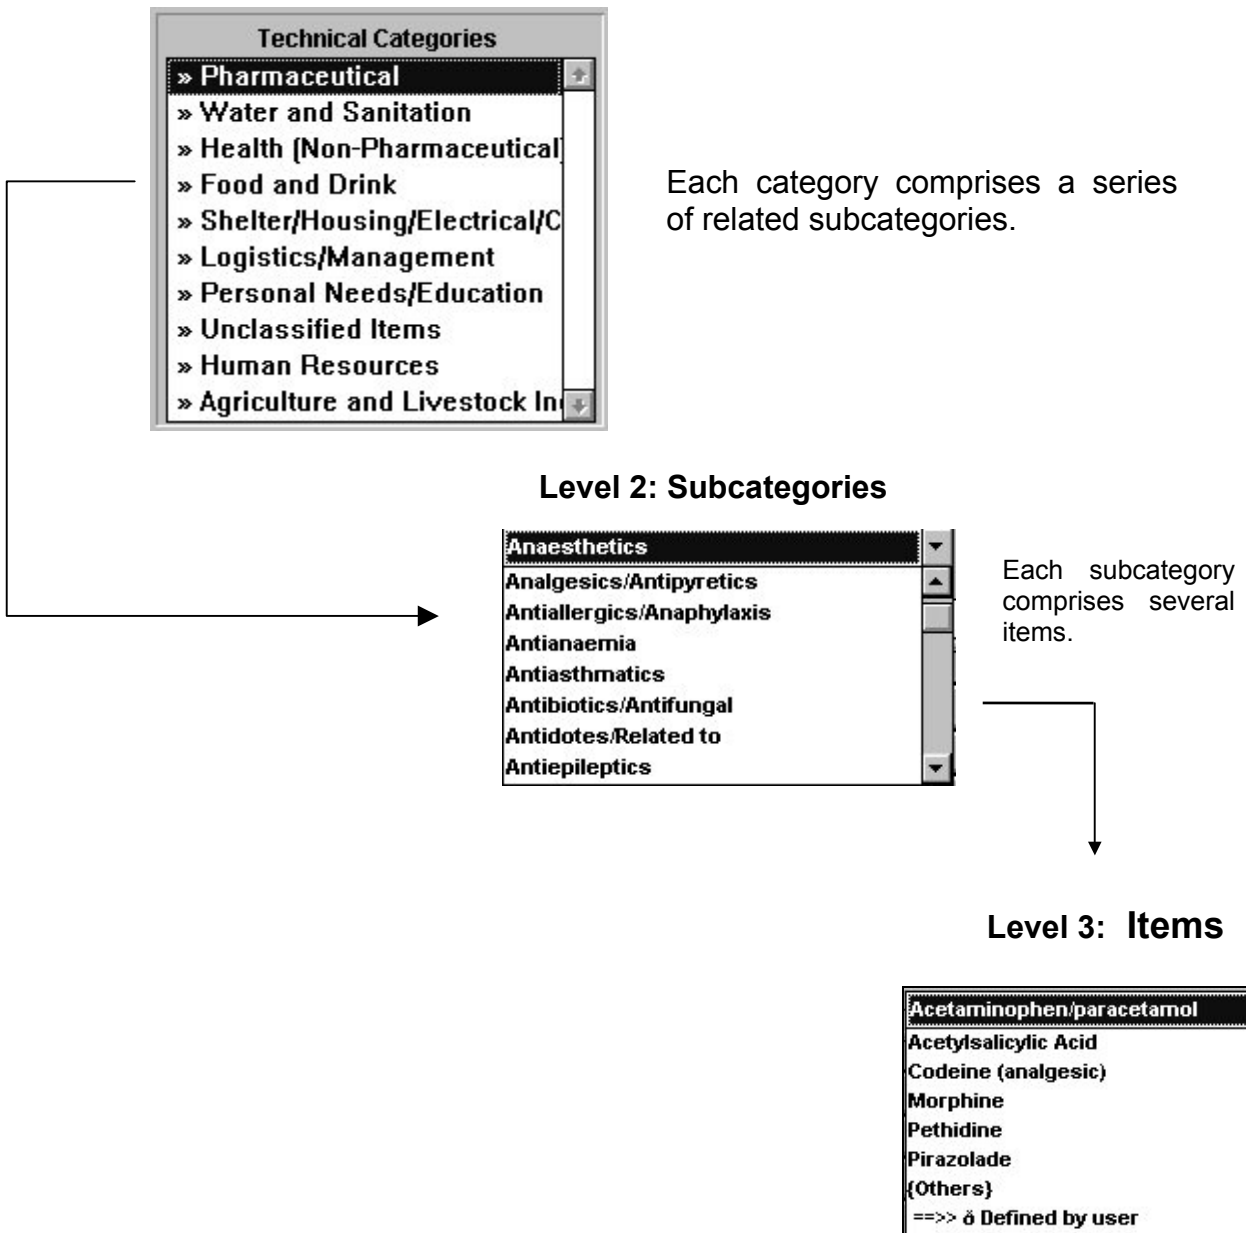 Technical Categories
» Pharmaceutical
» Water and Sanitation
» Health (Non-Pharmaceutical)
» Food and Drink
» Shelter/Housing/Electrical/C
» Logistics/Management
» Personal Needs/Education
» Unclassified Items
» Human Resources
» Agriculture and Livestock In
Each category comprises a series
of related subcategories.
Level 2: Subcategories
Anaesthetics
Analgesics/Antipyretics
Antiallergics/Anaphylaxis
Antianaemia
Antiasthmatics
Antibiotics/Antifungal
Antidotes/Related to
Antiepileptics
Each subcategory
comprises several
items.
Level 3: Items
Acetaminophen/paracetamol
Acetylsalicylic Acid
Codeine (analgesic)
Morphine
Pethidine
Pirazolade
{Others}
==>> ö Defined by user